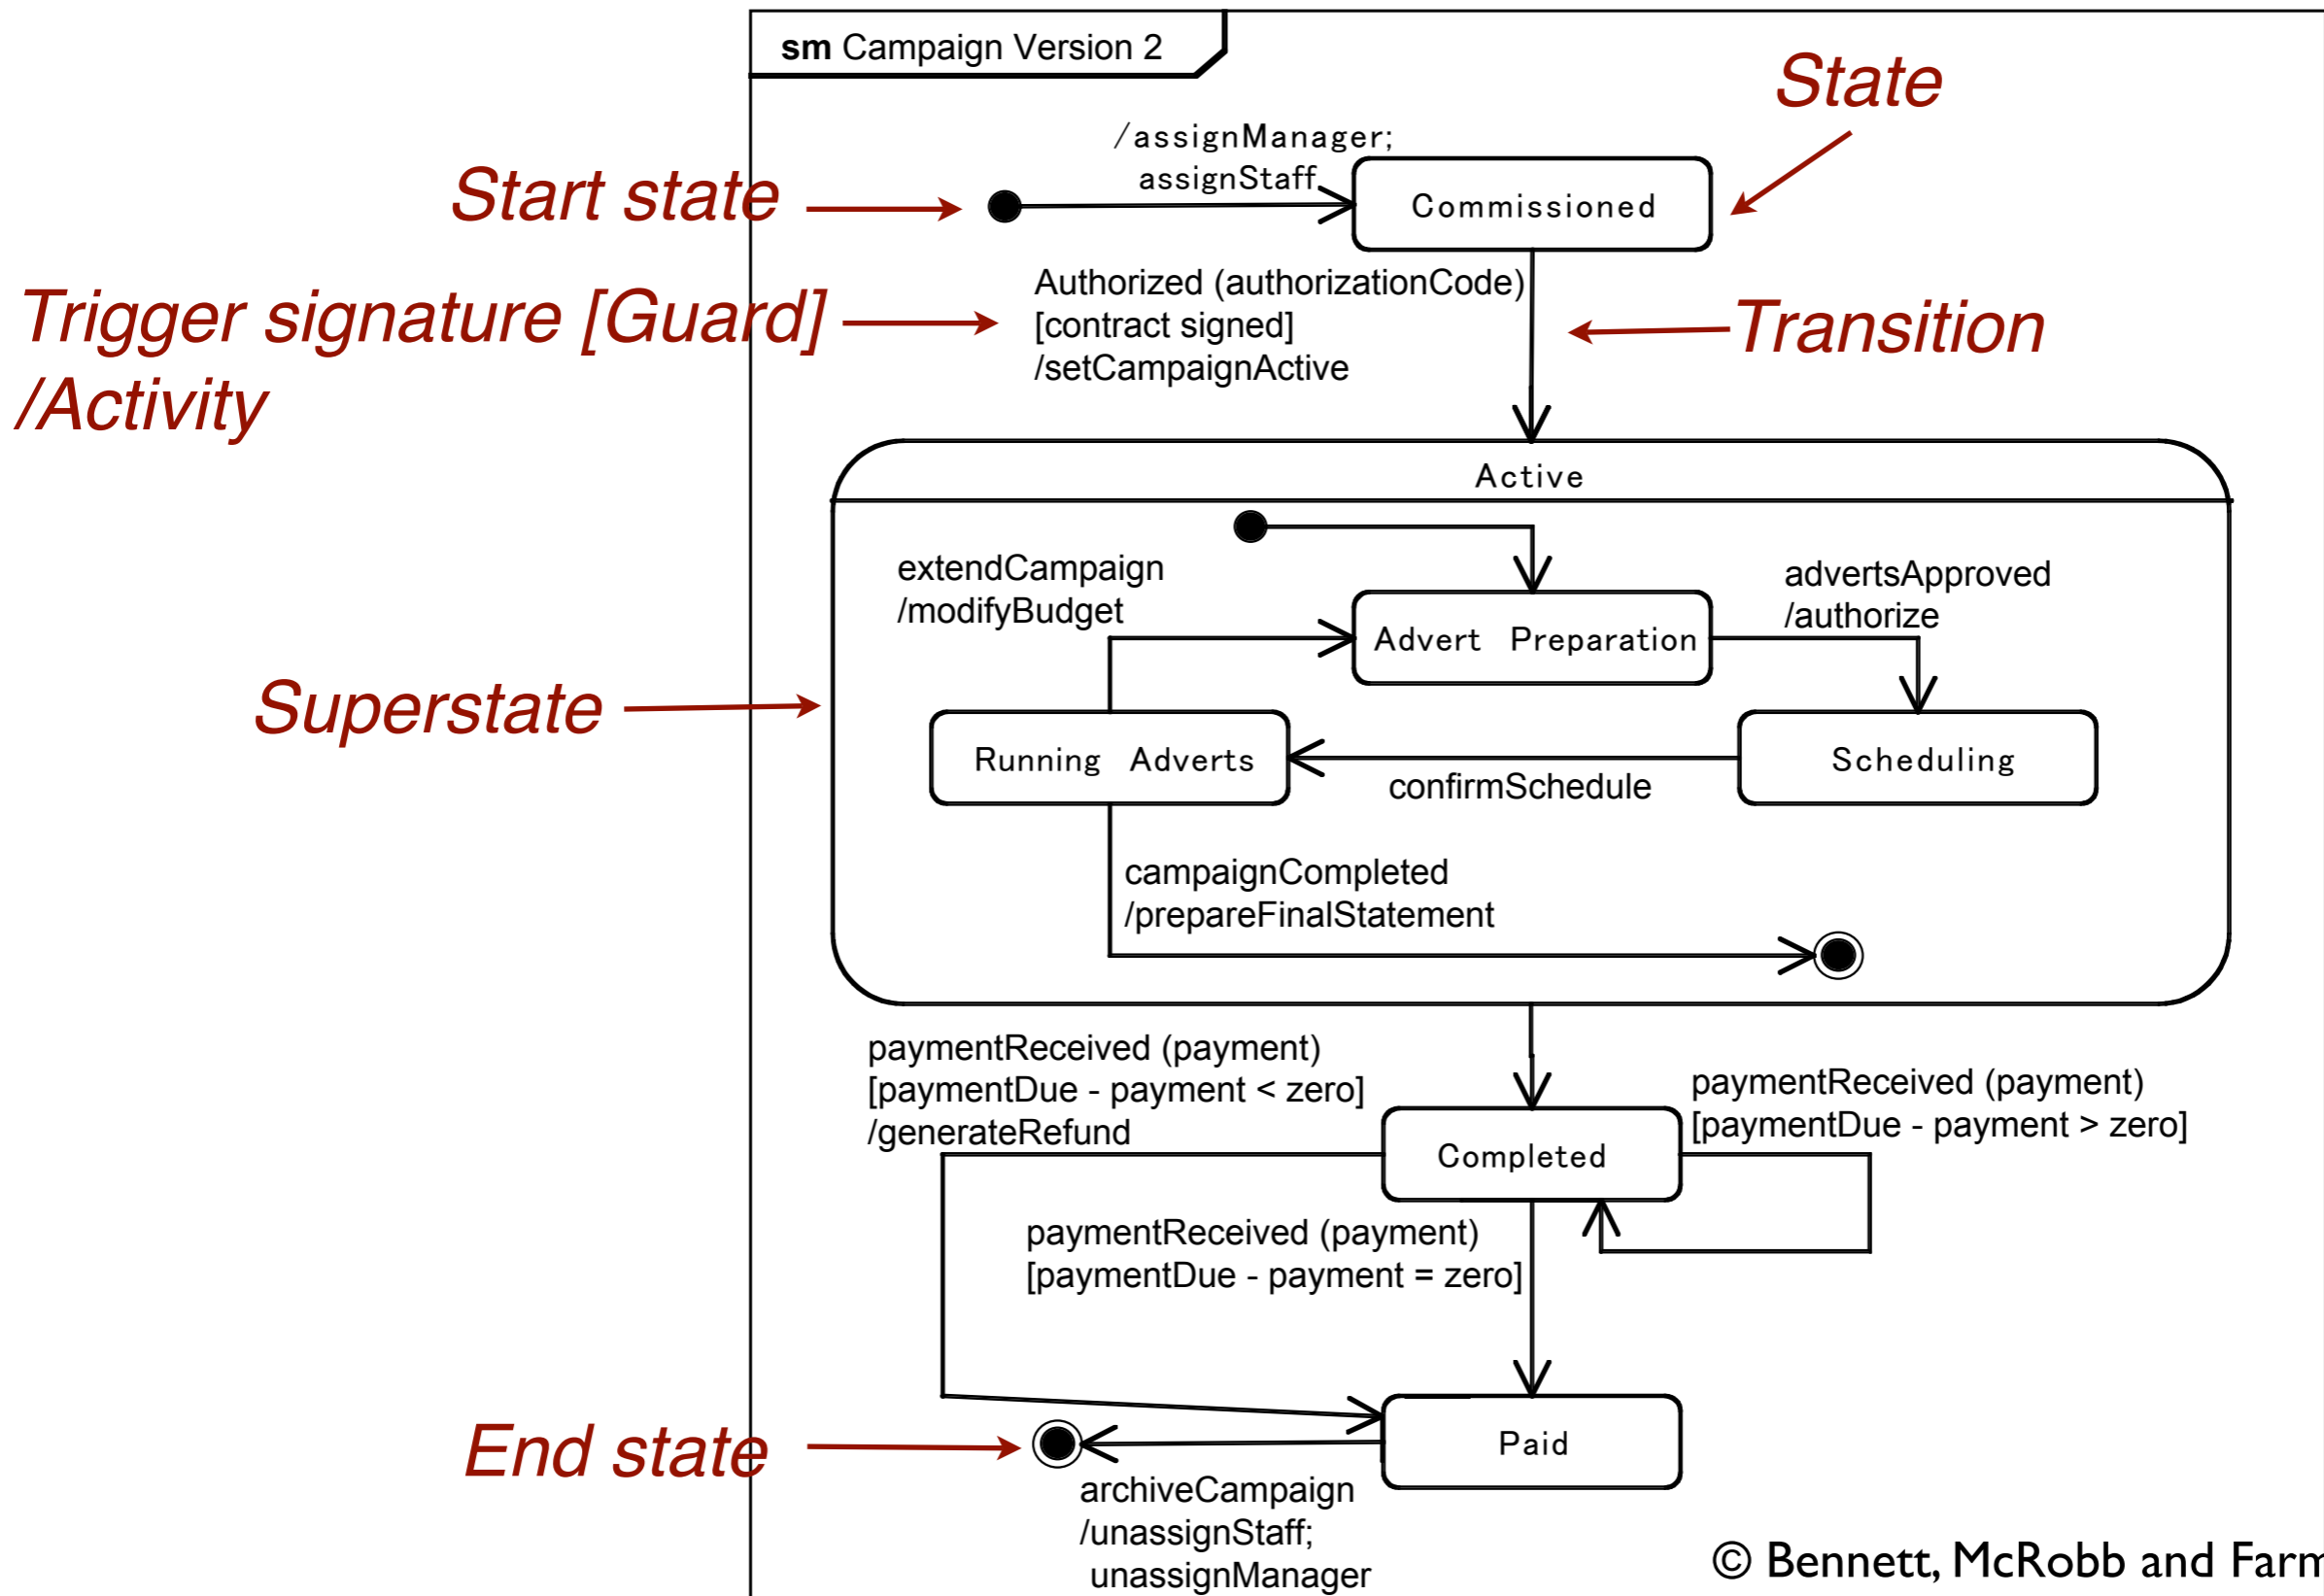 sm Campaign Version 2
State
/assignManager;
assignStaff
Start state
Commissioned
Authorized (authorizationCode)
[contract signed]
/setCampaignActive
Trigger signature [Guard]
/Activity
Transition
Active
extendCampaign
/modifyBudget
advertsApproved
/authorize
Advert Preparation
Superstate
Running Adverts
Scheduling
confirmSchedule
campaignCompleted
/prepareFinalStatement
paymentReceived (payment)
[paymentDue - payment < zero]
/generateRefund
paymentReceived (payment)
[paymentDue - payment > zero]
Completed
paymentReceived (payment)
[paymentDue - payment = zero]
End state
Paid
archiveCampaign
/unassignStaff;
unassignManager
© Bennett, McRobb and Farm